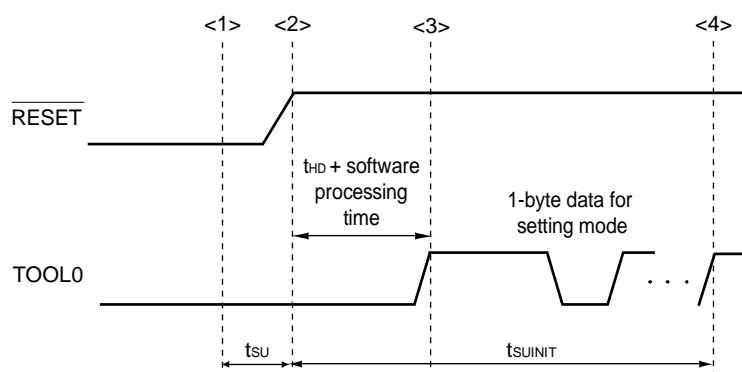 <1> <2> <3> <4>
RESET
tHD + software
processing
time
1-byte data for
setting mode
TOOL0
. . .
tSU tSUINIT